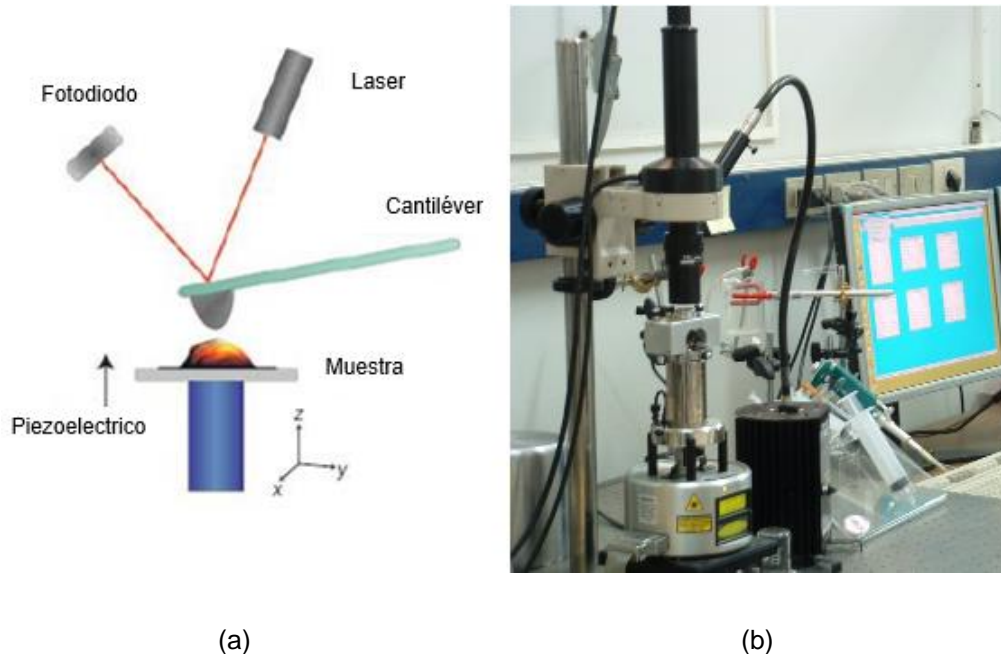 Fotodiodo
Laser
Cantiléver
Muestra
Piezoelectrico
z
y
x
(a)
(b)